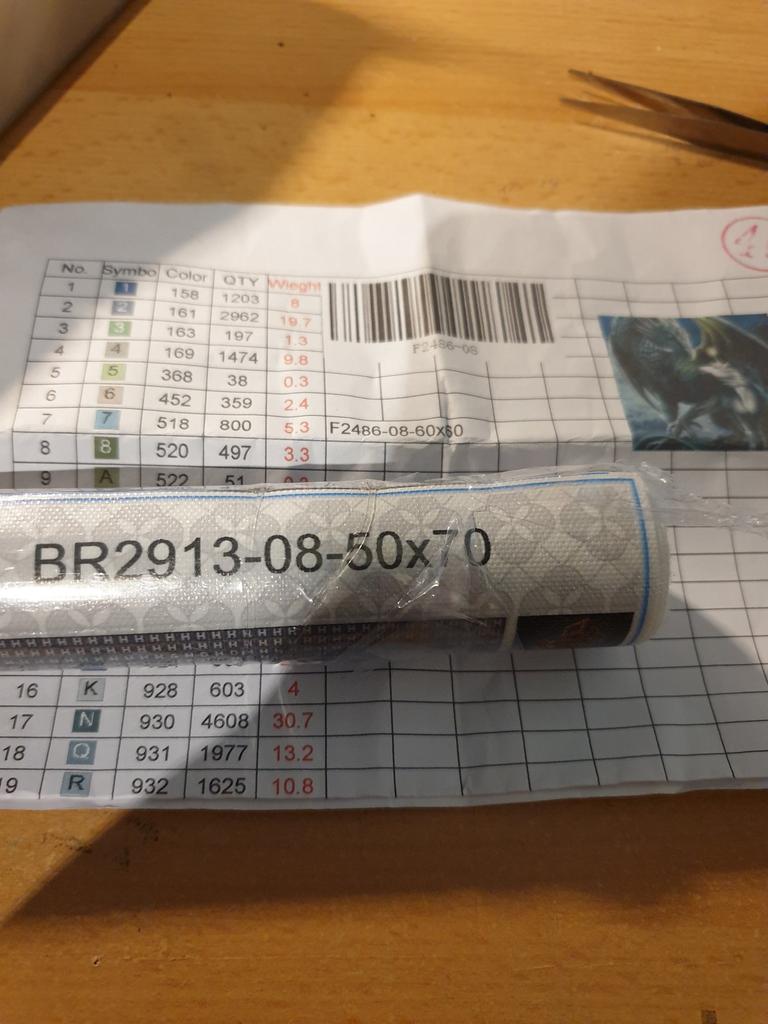 No. Symbo Color QTY Wieght
1 1 158 1203 8
2 2 161 2962 19.7
3 3 163 197 1.3
4 4 169 1474 9.8
5 5 368 38 0.3
6 6 452 359 2.4
7 7 518 800 5.3
8 8 520 497 3.3
9 A 522 51
F2486-08
F2486-08-60x60
BR2913-08-50x70
16 K 928 603 4
17 N 930 4608 30.7
18 Q 931 1977 13.2
19 R 932 1625 10.8